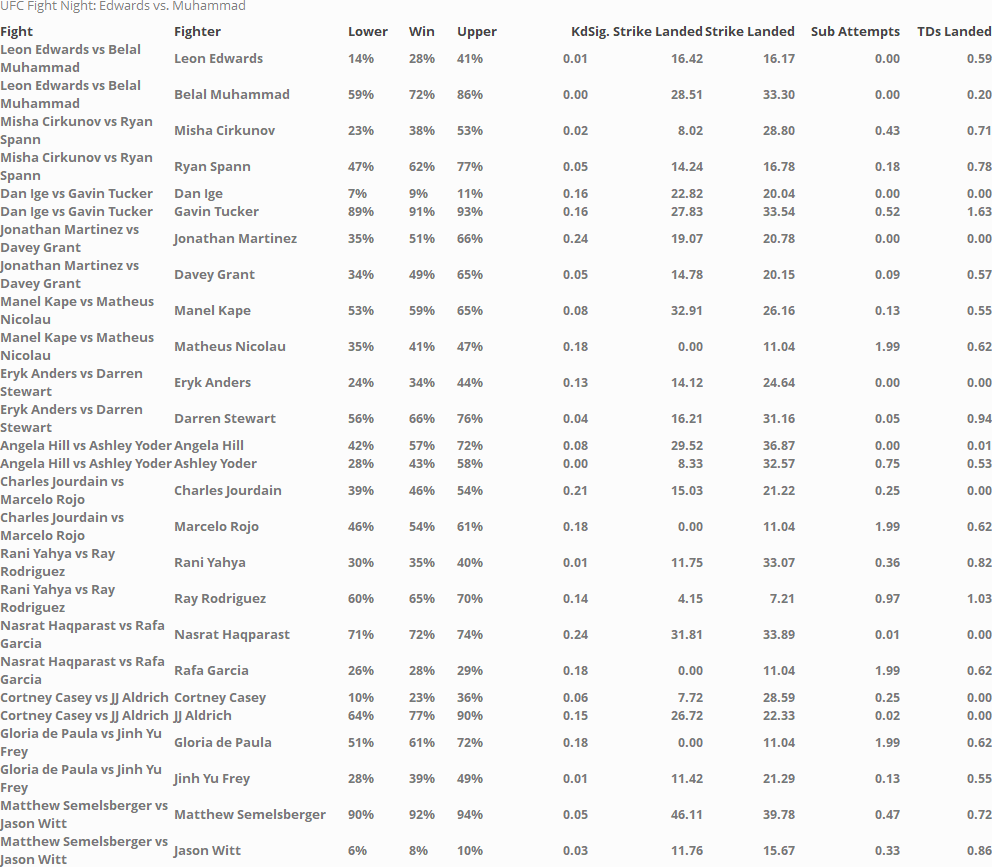 UFC Fight Night: Edwards vs. Muhammad
Fight Fighter Lower Win Upper KdSig. Strike Landed Strike Landed Sub Attempts TDs Landed
Leon Edwards vs Belal
Muhammad Leon Edwards 14% 28% 41% 0.01 16.42 16.17 0.00 0.59
Leon Edwards vs Belal
Muhammad Belal Muhammad 59% 72% 86% 0.00 28.51 33.30 0.00 0.20
Misha Cirkunov vs Ryan
Spann Misha Cirkunov 23% 38% 53% 0.02 8.02 28.80 0.43 0.71
Misha Cirkunov vs Ryan
Spann Ryan Spann 47% 62% 77% 0.05 14.24 16.78 0.18 0.78
Dan Ige vs Gavin Tucker Dan Ige 7% 9% 11% 0.16 22.82 20.04 0.00 0.00
Dan Ige vs Gavin Tucker Gavin Tucker 89% 91% 93% 0.16 27.83 33.54 0.52 1.63
Jonathan Martinez vs
Davey Grant Jonathan Martinez 35% 51% 66% 0.24 19.07 20.78 0.00 0.00
Jonathan Martinez vs
Davey Grant Davey Grant 34% 49% 65% 0.05 14.78 20.15 0.09 0.57
Manel Kape vs Matheus
Nicolau Manel Kape 53% 59% 65% 0.08 32.91 26.16 0.13 0.55
Manel Kape vs Matheus
Nicolau Matheus Nicolau 35% 41% 47% 0.18 0.00 11.04 1.99 0.62
Eryk Anders vs Darren
Stewart Eryk Anders 24% 34% 44% 0.13 14.12 24.64 0.00 0.00
Eryk Anders vs Darren
Stewart Darren Stewart 56% 66% 76% 0.04 16.21 31.16 0.05 0.94
Angela Hill vs Ashley Yoder Angela Hill 42% 57% 72% 0.08 29.52 36.87 0.00 0.01
Angela Hill vs Ashley Yoder Ashley Yoder 28% 43% 58% 0.00 8.33 32.57 0.75 0.53
Charles Jourdain vs
Marcelo Rojo Charles Jourdain 39% 46% 54% 0.21 15.03 21.22 0.25 0.00
Charles Jourdain vs
Marcelo Rojo Marcelo Rojo 46% 54% 61% 0.18 0.00 11.04 1.99 0.62
Rani Yahya vs Ray
Rodriguez Rani Yahya 30% 35% 40% 0.01 11.75 33.07 0.36 0.82
Rani Yahya vs Ray
Rodriguez Ray Rodriguez 60% 65% 70% 0.14 4.15 7.21 0.97 1.03
Nasrat Haqparast vs Rafa
Garcia Nasrat Haqparast 71% 72% 74% 0.24 31.81 33.89 0.01 0.00
Nasrat Haqparast vs Rafa
Garcia Rafa Garcia 26% 28% 29% 0.18 0.00 11.04 1.99 0.62
Cortney Casey vs JJ Aldrich Cortney Casey 10% 23% 36% 0.06 7.72 28.59 0.25 0.00
Cortney Casey vs JJ Aldrich JJ Aldrich 64% 77% 90% 0.15 26.72 22.33 0.02 0.00
Gloria de Paula vs Jinh Yu
Frey Gloria de Paula 51% 61% 72% 0.18 0.00 11.04 1.99 0.62
Gloria de Paula vs Jinh Yu
Frey Jinh Yu Frey 28% 39% 49% 0.01 11.42 21.29 0.13 0.55
Matthew Semelsberger vs
Jason Witt Matthew Semelsberger 90% 92% 94% 0.05 46.11 39.78 0.47 0.72
Matthew Semelsberger vs
Jason Witt Jason Witt 6% 8% 10% 0.03 11.76 15.67 0.33 0.86